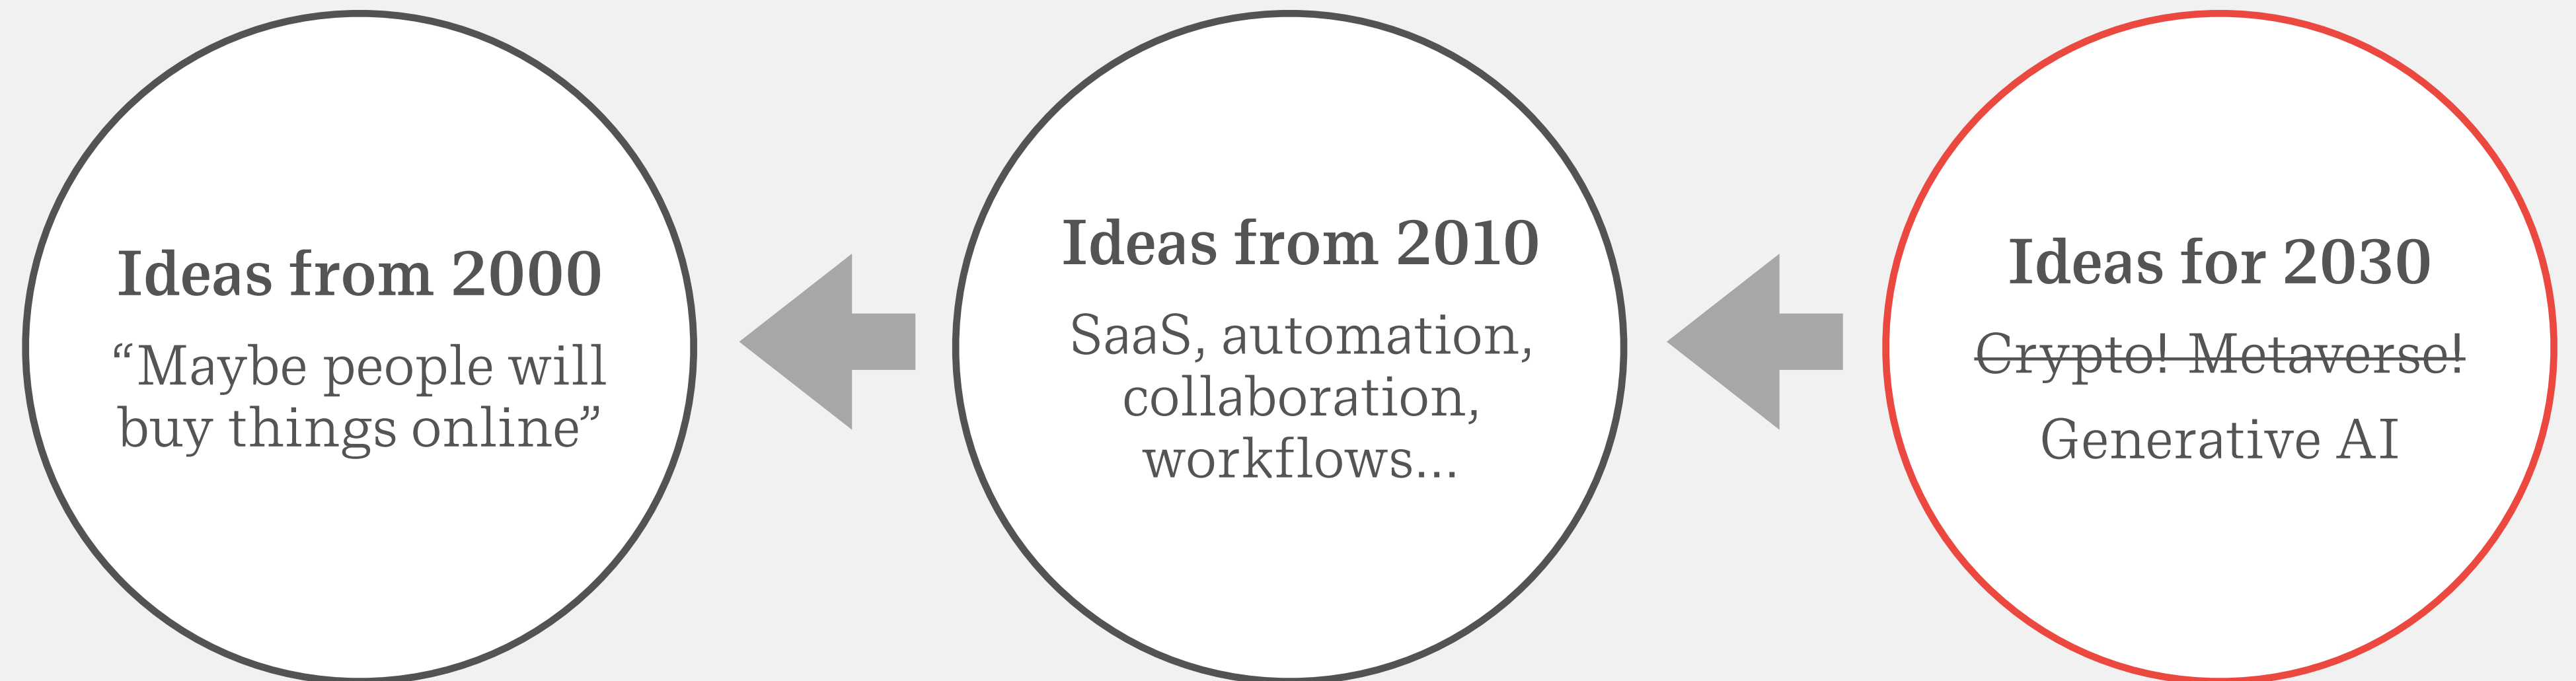 Ideas from 2000
“Maybe people will
buy things online”
Ideas from 2010
SaaS, automation,
collaboration,
workflows...
Ideas for 2030
Crypto! Metaverse!
Generative AI